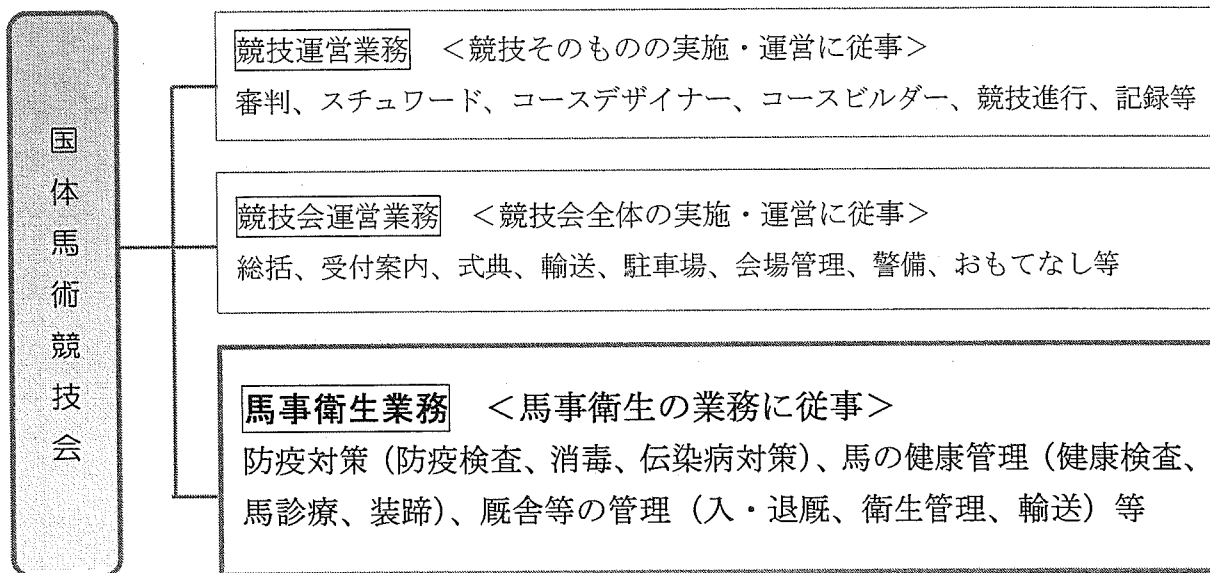 国体馬術競技会
競技運営業務 <競技そのものの実施・運営に従事>
審判、スチュワード、コースデザイナー、コースビルダー、競技進行、記録等
競技会運営業務 <競技会全体の実施・運営に従事>
総括、受付案内、式典、輸送、駐車場、会場管理、警備、おもてなし等
馬事衛生業務 <馬事衛生の業務に従事>
防疫対策(防疫検査、消毒、伝染病対策)、馬の健康管理(健康検査、
馬診療、装蹄)、厩舎等の管理(入・退厩、衛生管理、輸送)等